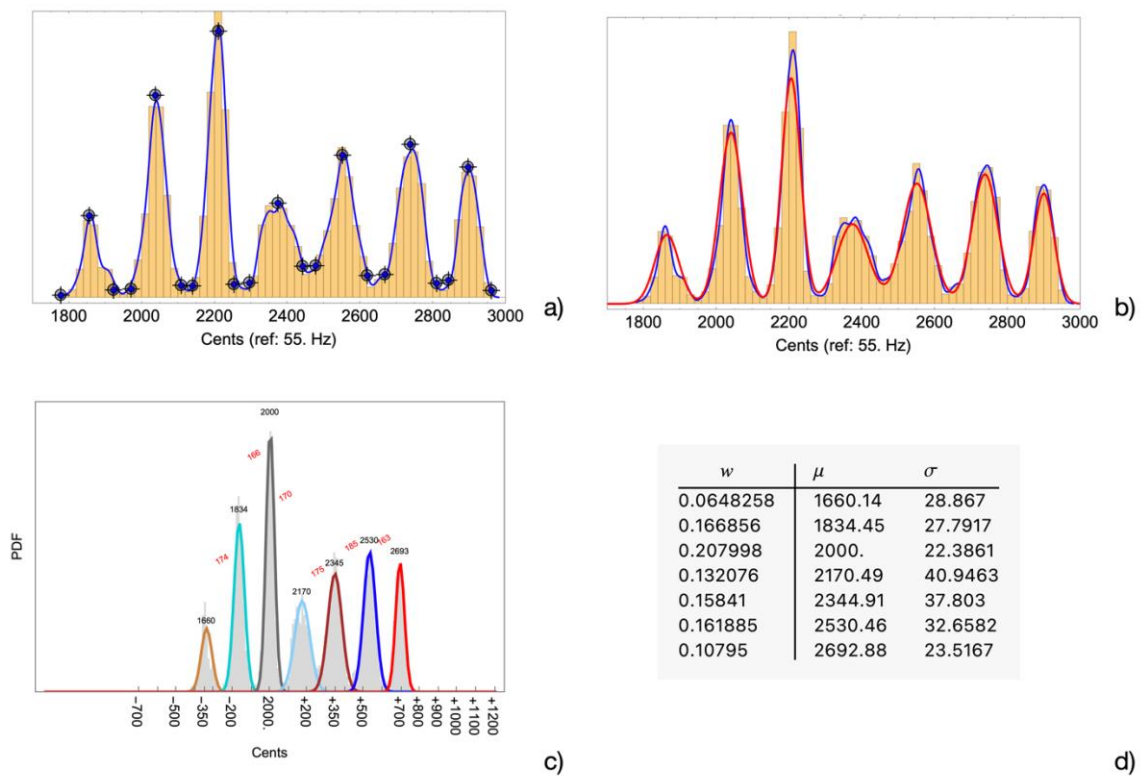 1800 2000 2200 2400 2600 2800 3000
Cents (ref: 55. Hz)
a)
1800 2000 2200 2400 2600 2800 3000
Cents (ref: 55. Hz)
b)
2000
166
170
1834
174
2170
175
2345
185
2530
163
2693
1660
PDF
-700 -500 -350 -200 2000. +200 +350 +500 +700 +800 +900 +1000 +1100 +1200
Cents
c)
w μ σ
0.0648258 1660.14 28.867
0.166856 1834.45 27.7917
0.207998 2000. 22.3861
0.132076 2170.49 40.9463
0.15841 2344.91 37.803
0.161885 2530.46 32.6582
0.10795 2692.88 23.5167
d)